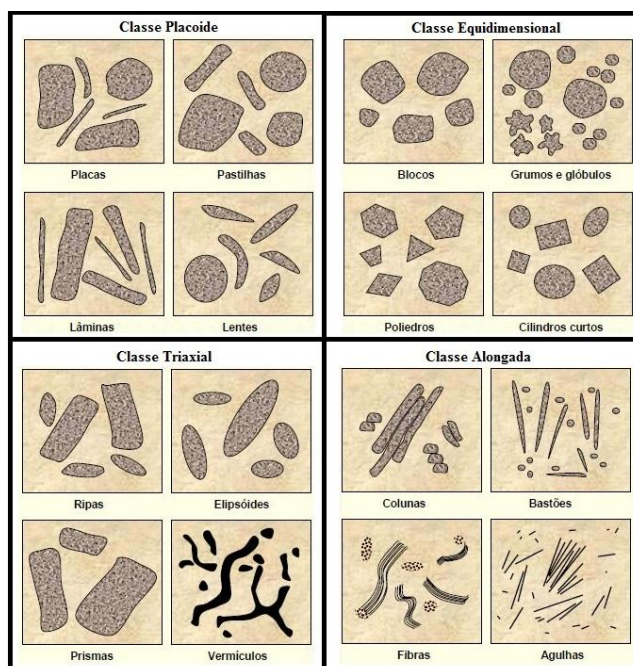 Classe Placoide
Placas
Pastilhas
Lâminas
Lentes
Classe Equidimensional
Blocos
Grumos e glóbulos
Poliedros
Cilindros curtos
Classe Triaxial
Ripas
Elipsóides
Prismas
Vermículos
Classe Alongada
Colunas
Bastões
Fibras
Agulhas